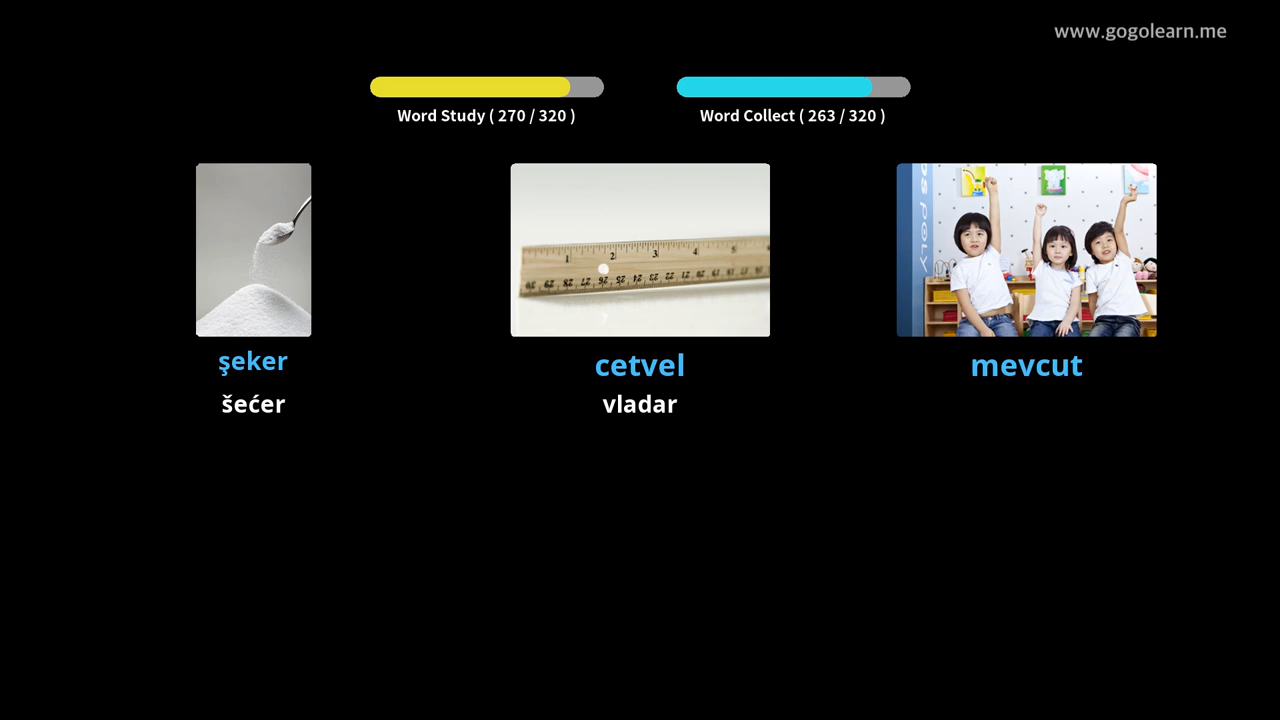 www.gogolearn.me
Word Study ( 270 / 320 )
Word Collect ( 263 / 320 )
şeker
cetvel
mevcut
šećer
vladar